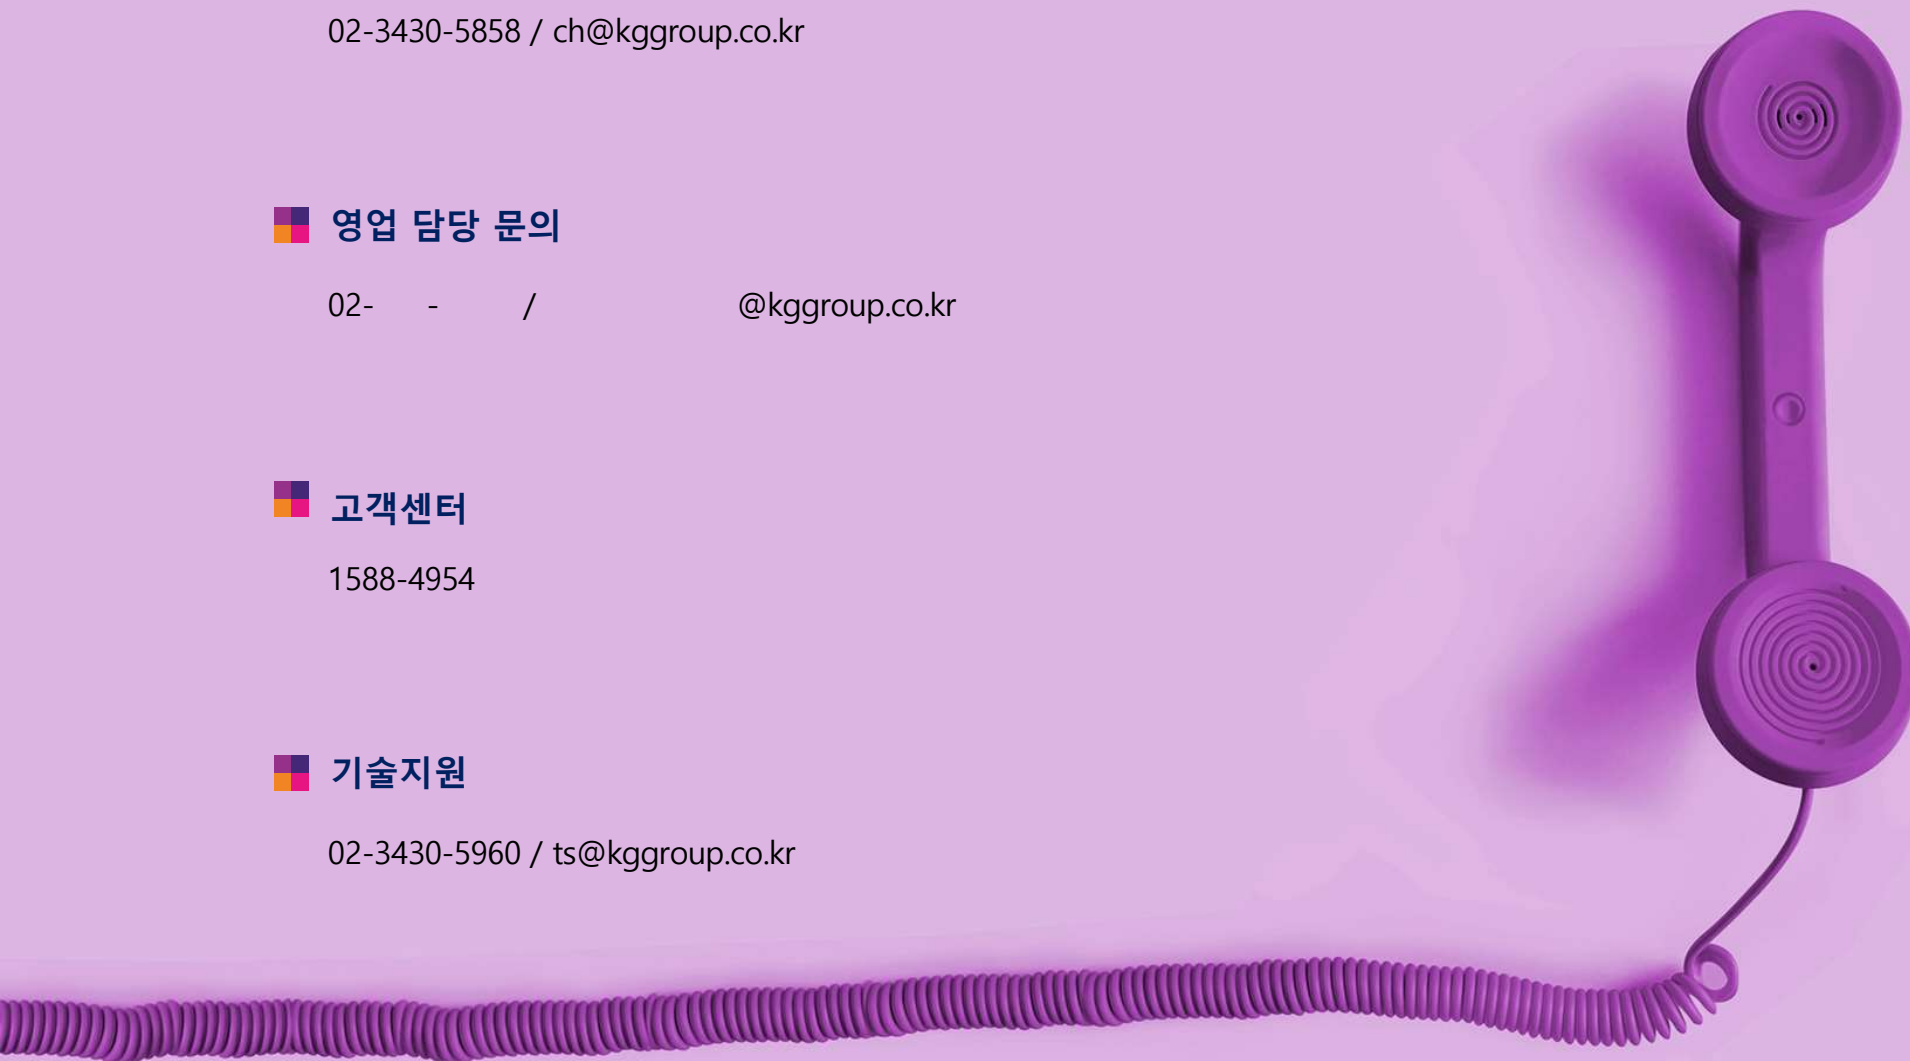 02-3430-5858 / ch@kggroup.co.kr
영업 담당 문의
02- - / @kggroup.co.kr
고객센터
1588-4954
기술지원
02-3430-5960 / ts@kggroup.co.kr